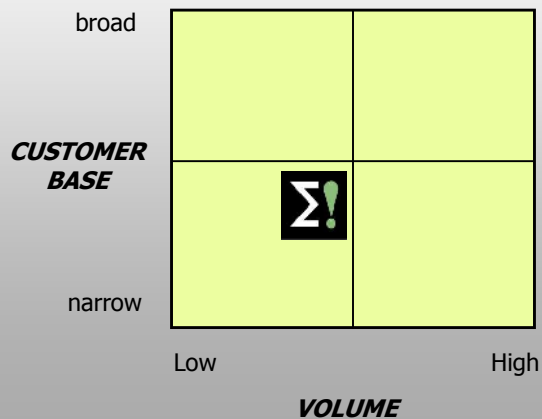 broad
CUSTOMER
BASE
Σ!
narrow
Low
High
VOLUME